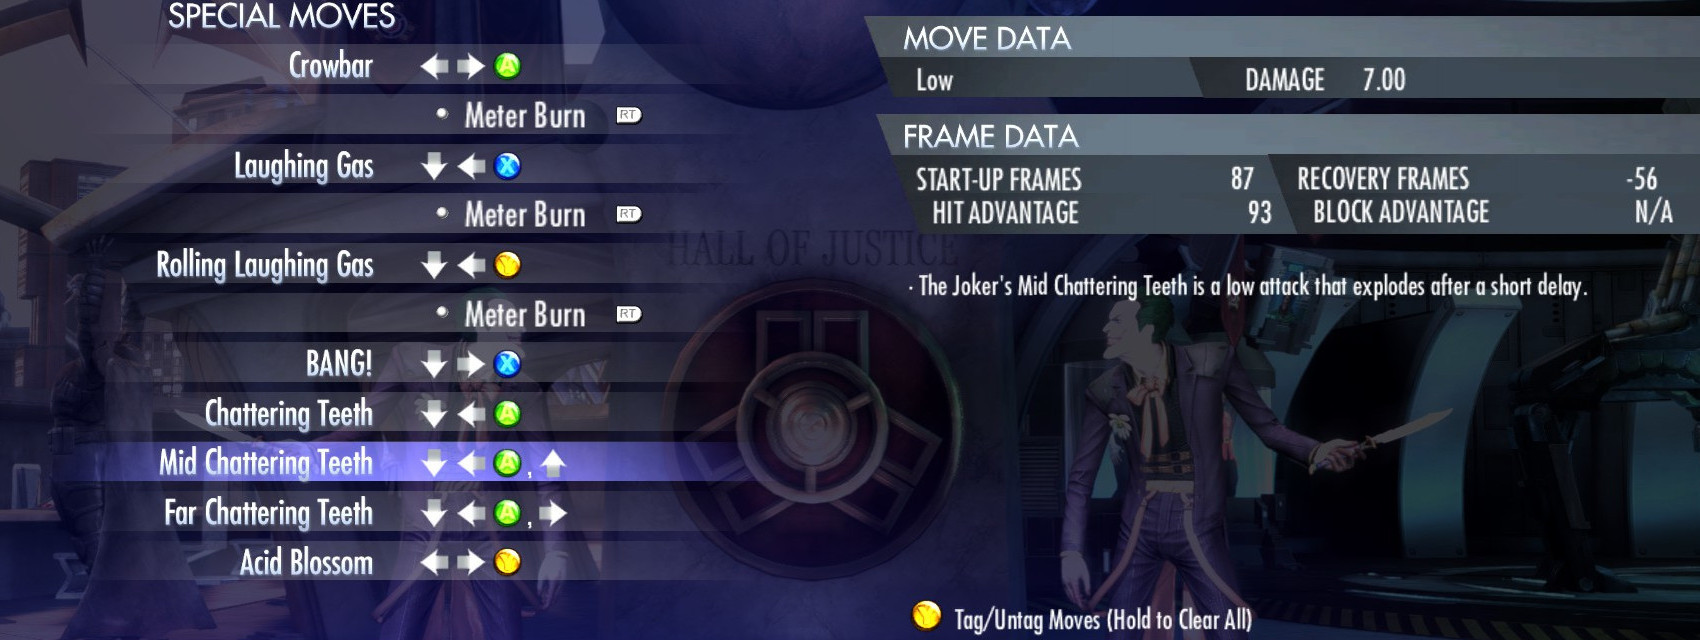 SPECIAL MOVES
Crowbar A
Meter Burn RT
Laughing Gas X
Meter Burn RT
Rolling Laughing Gas Y
Meter Burn RT
BANG! X
Chattering Teeth A
Mid Chattering Teeth A ,
Far Chattering Teeth A ,
Acid Blossom Y
MOVE DATA
Low DAMAGE 7.00
FRAME DATA
START-UP FRAMES 87 RECOVERY FRAMES -56
HIT ADVANTAGE 93 BLOCK ADVANTAGE N/A
HALL OF JUSTICE
· The Joker's Mid Chattering Teeth is a low attack that explodes after a short delay.
Y Tag/Untag Moves (Hold to Clear All)